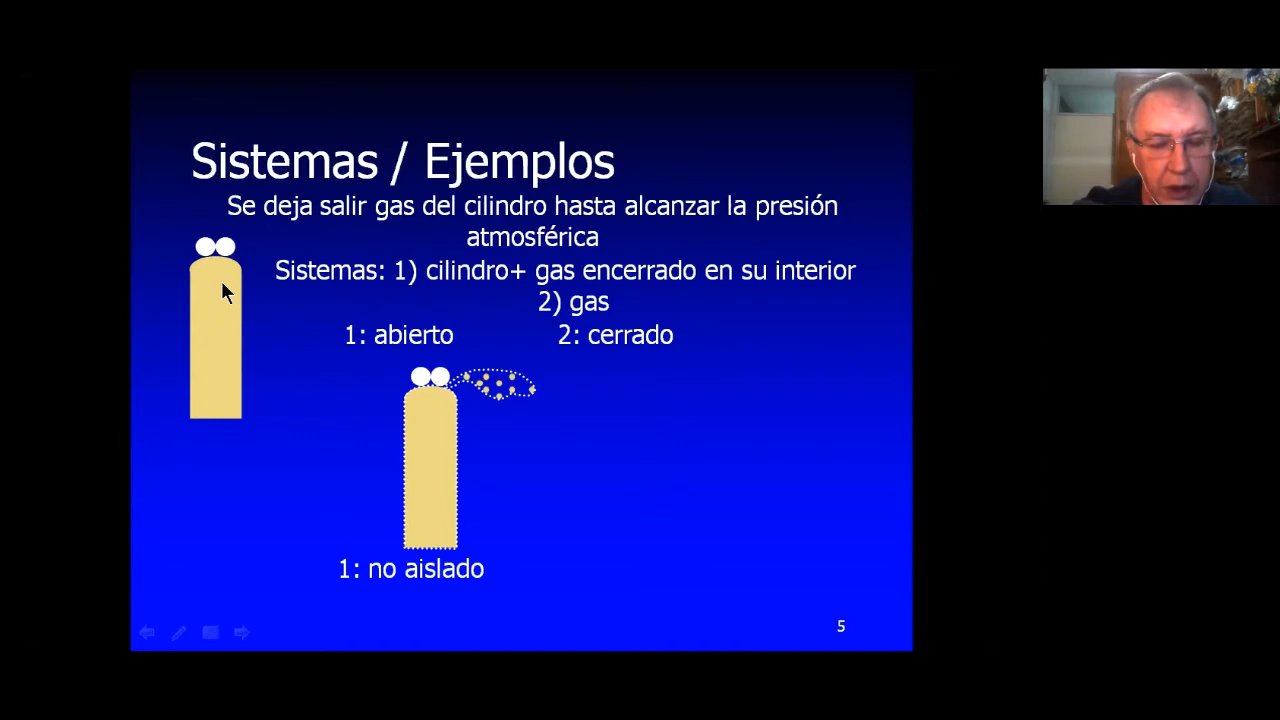 Sistemas / Ejemplos
Se deja salir gas del cilindro hasta alcanzar la presión
atmosférica
Sistemas: 1) cilindro+ gas encerrado en su interior
2) gas
1: abierto 2: cerrado
1: no aislado
5